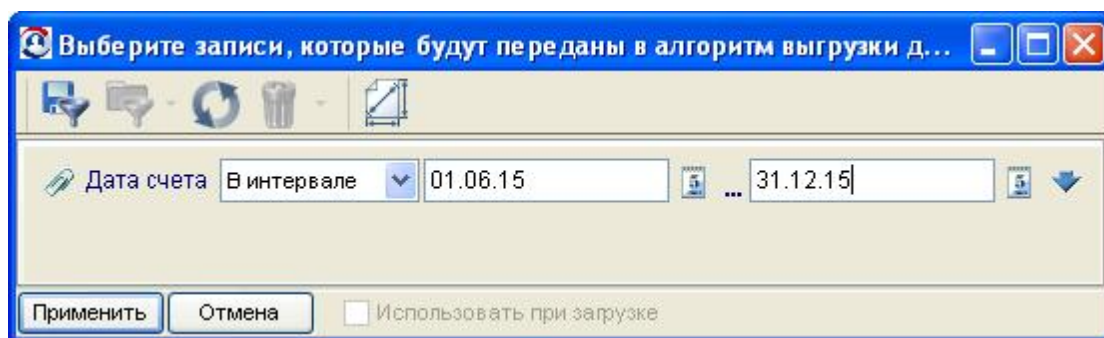 Выберите записи, которые будут переданы в алгоритм выгрузки д...
Дата счета В интервале 01.06.15 ... 31.12.15
Применить Отмена Использовать при загрузке